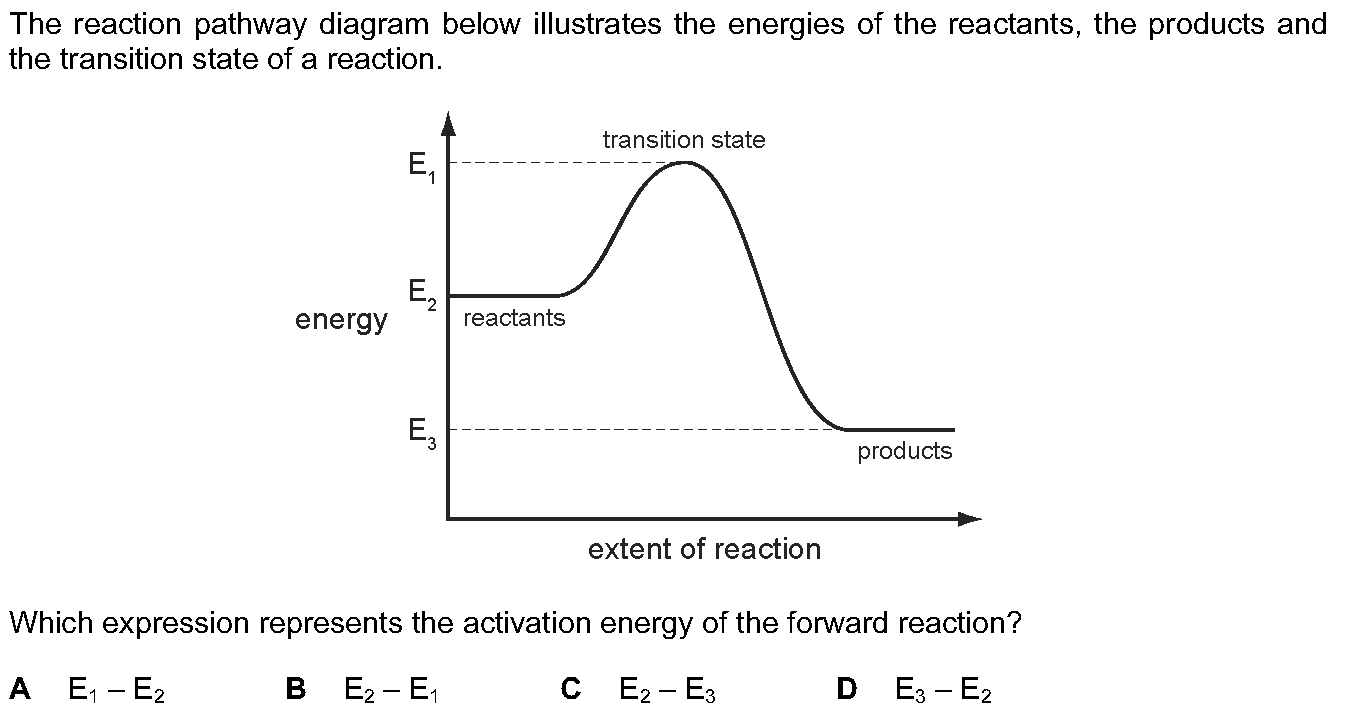 The reaction pathway diagram below illustrates the energies of the reactants, the products and
the transition state of a reaction.
transition state
E₁
E₂
energy
reactants
E₃
products
extent of reaction
Which expression represents the activation energy of the forward reaction?
A E₁ – E₂ B E₂ – E₁ C E₂ – E₃ D E₃ – E₂